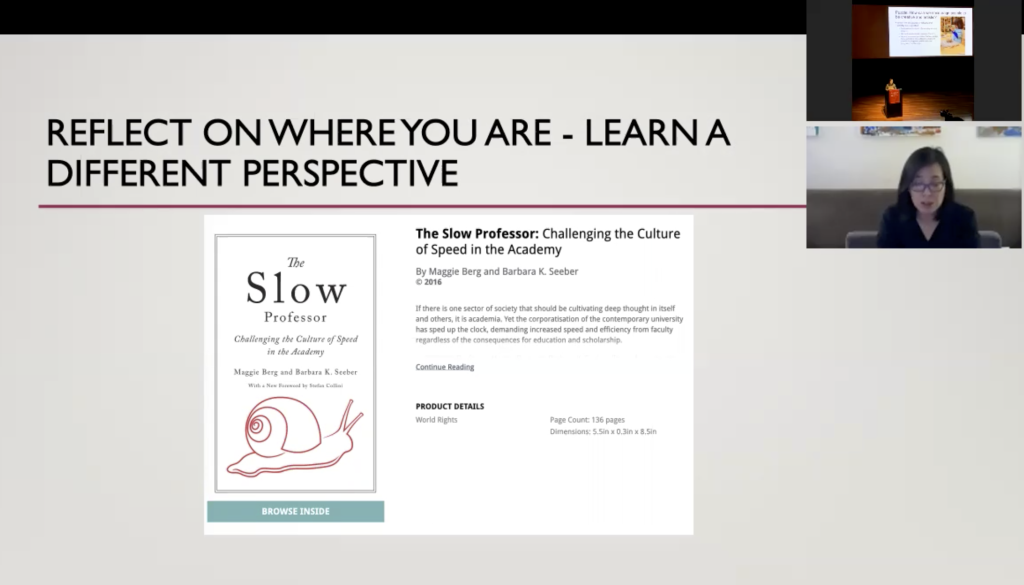 REFLECT ON WHERE YOU ARE - LEARN A
DIFFERENT PERSPECTIVE
The
Slow
Professor
Challenging the Culture of Speed
in the Academy
Maggie Berg and Barbara K. Seeber
With a New Foreword by Stefan Collini
BROWSE INSIDE
The Slow Professor: Challenging the Culture
of Speed in the Academy
By Maggie Berg and Barbara K. Seeber
© 2016
If there is one sector of society that should be cultivating deep thought in itself
and others, it is academia. Yet the corporatisation of the contemporary university
has sped up the clock, demanding increased speed and efficiency from faculty
regardless of the consequences for education and scholarship.
Continue Reading
PRODUCT DETAILS
World Rights
Page Count: 136 pages
Dimensions: 5.5in x 0.3in x 8.5in